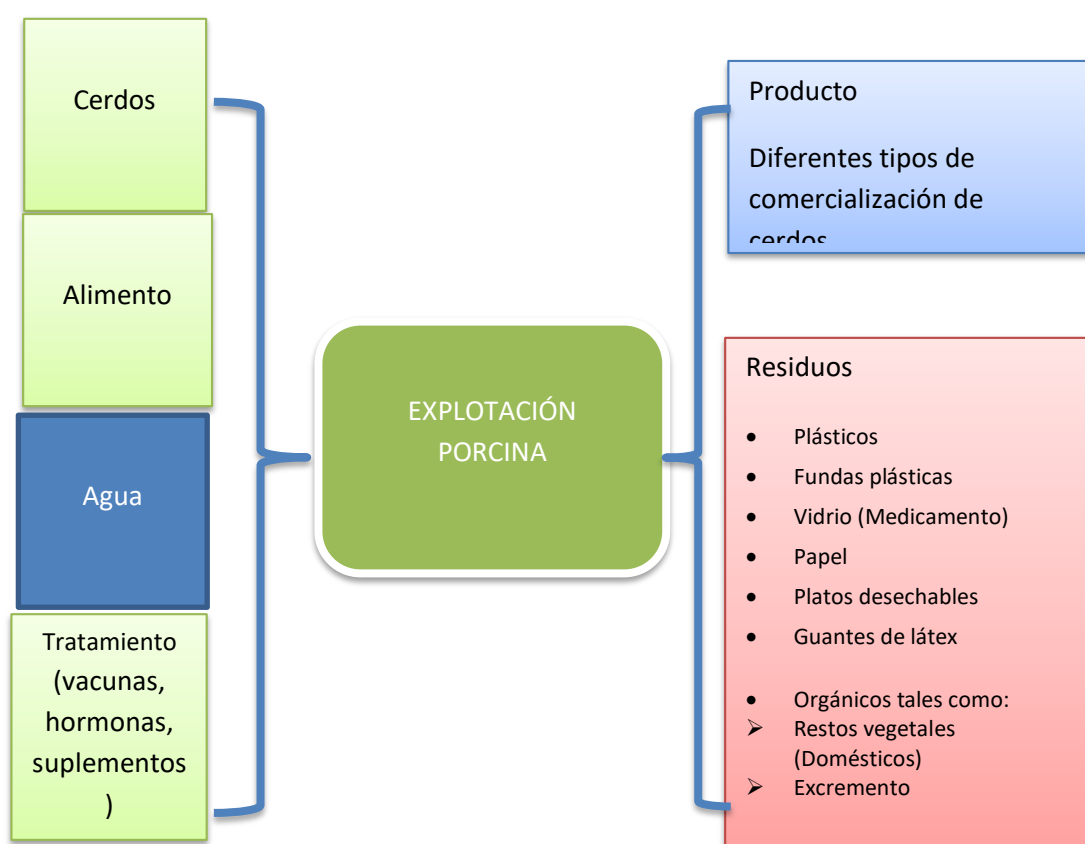 Cerdos
Alimento
Agua
Tratamiento
(vacunas,
hormonas,
suplementos
)
EXPLOTACIÓN
PORCINA
Producto
Diferentes tipos de
comercialización de
cerdos
Residuos
• Plásticos
• Fundas plásticas
• Vidrio (Medicamento)
• Papel
• Platos desechables
• Guantes de látex
• Orgánicos tales como:
➢ Restos vegetales
(Domésticos)
➢ Excremento